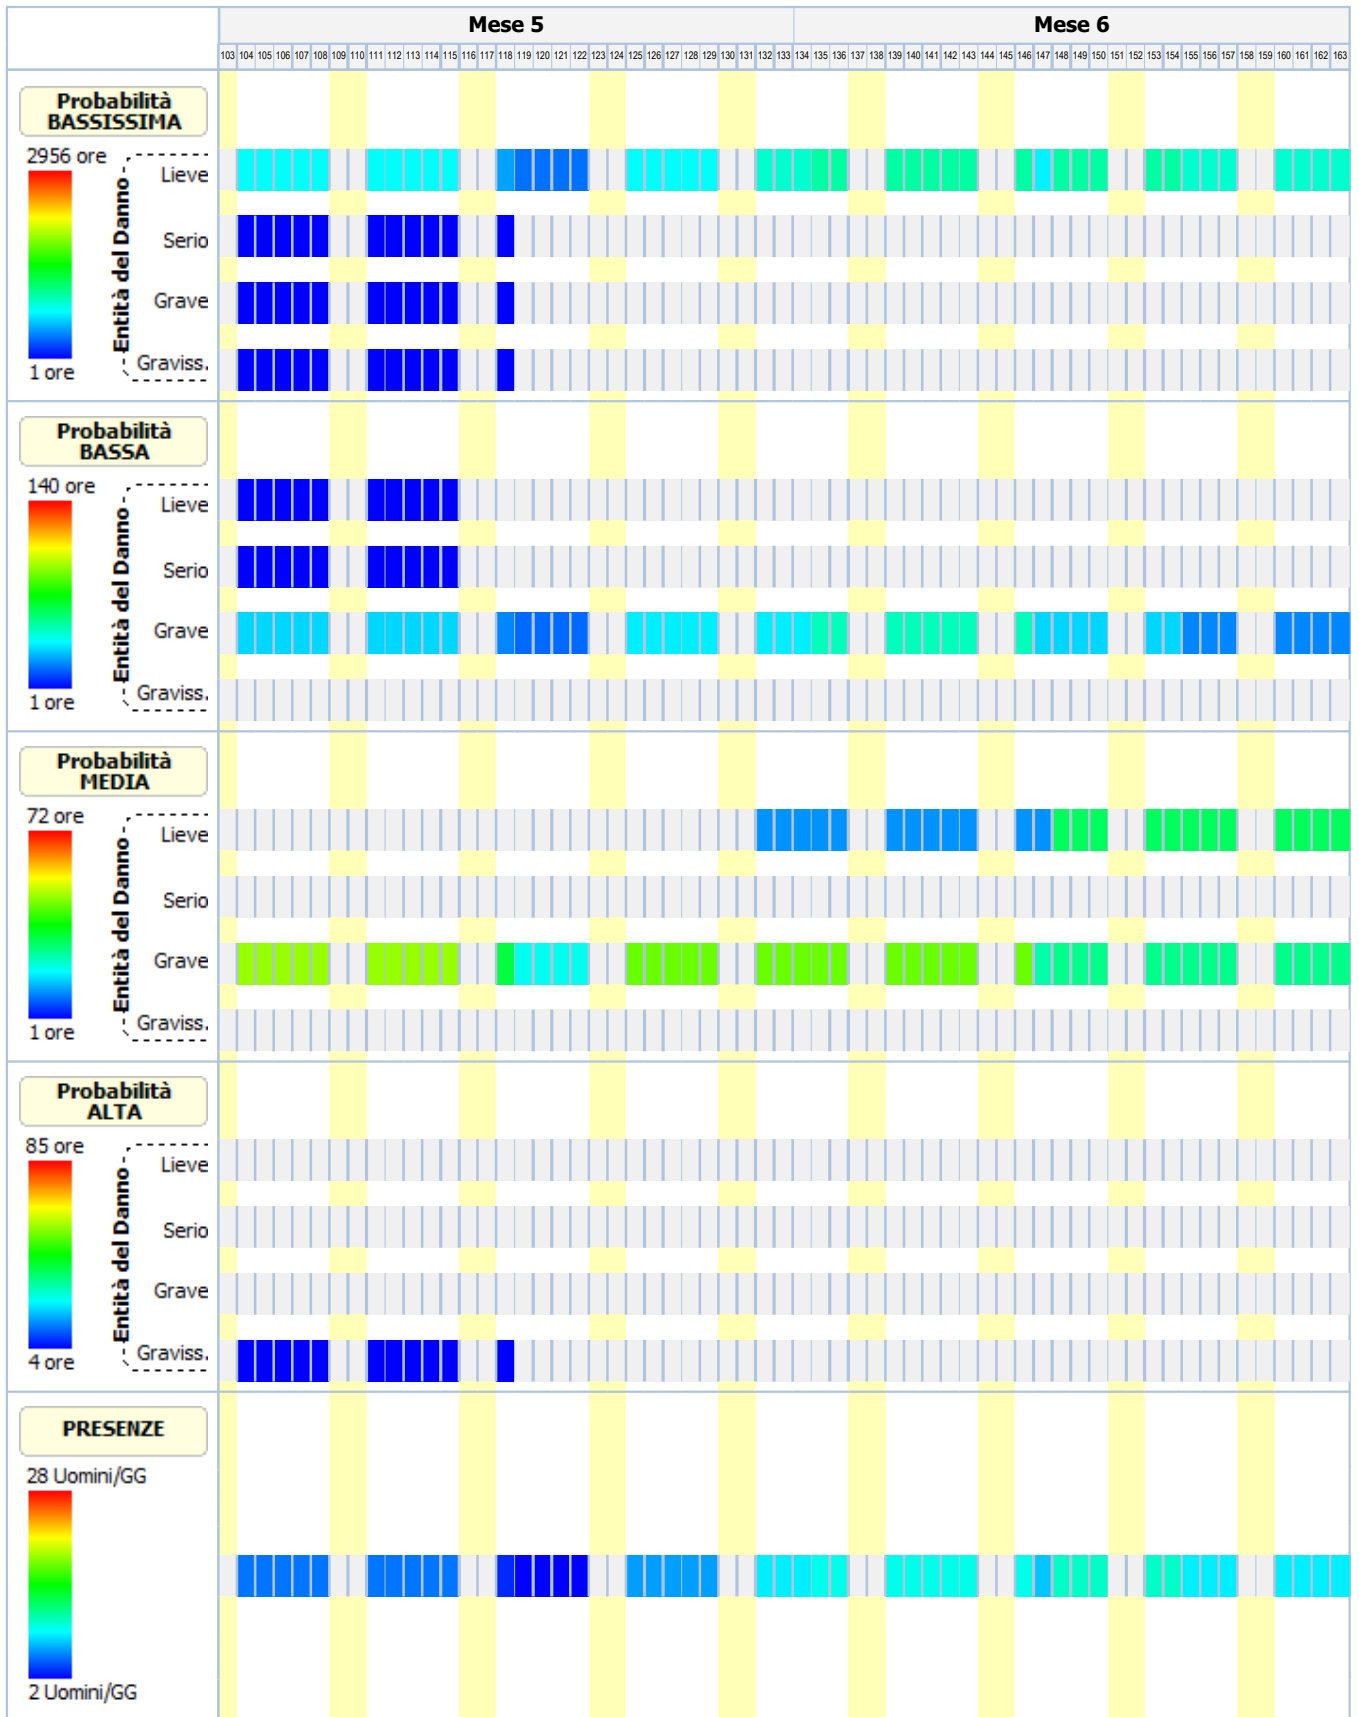 Mese 5 Mese 6
103 104 105 106 107 108 109 110 111 112 113 114 115 116 117 118 119 120 121 122 123 124 125 126 127 128 129 130 131 132 133 134 135 136 137 138 139 140 141 142 143 144 145 146 147 148 149 150 151 152 153 154 155 156 157 158 159 160 161 162 163
Probabilità
BASSISSIMA
2956 ore
1 ore
Entità del Danno
Lieve
Serio
Grave
Graviss.
Probabilità
BASSA
140 ore
1 ore
Entità del Danno
Lieve
Serio
Grave
Graviss.
Probabilità
MEDIA
72 ore
1 ore
Entità del Danno
Lieve
Serio
Grave
Graviss.
Probabilità
ALTA
85 ore
4 ore
Entità del Danno
Lieve
Serio
Grave
Graviss.
PRESENZE
28 Uomini/GG
2 Uomini/GG